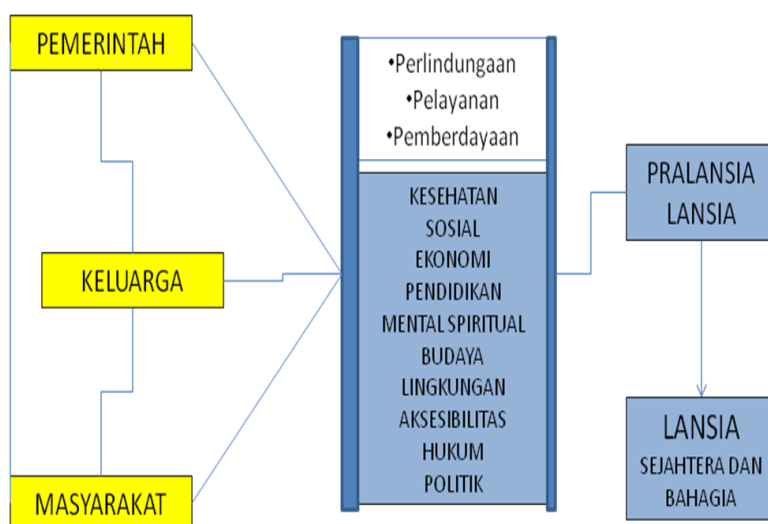 PEMERINTAH
KELUARGA
MASYARAKAT
•Perlindungaan
•Pelayanan
•Pemberdayaan
KESEHATAN
SOSIAL
EKONOMI
PENDIDIKAN
MENTAL SPIRITUAL
BUDAYA
LINGKUNGAN
AKSESIBILITAS
HUKUM
POLITIK
PRALANSIA
LANSIA
LANSIA
SEJAHTERA DAN
BAHAGIA